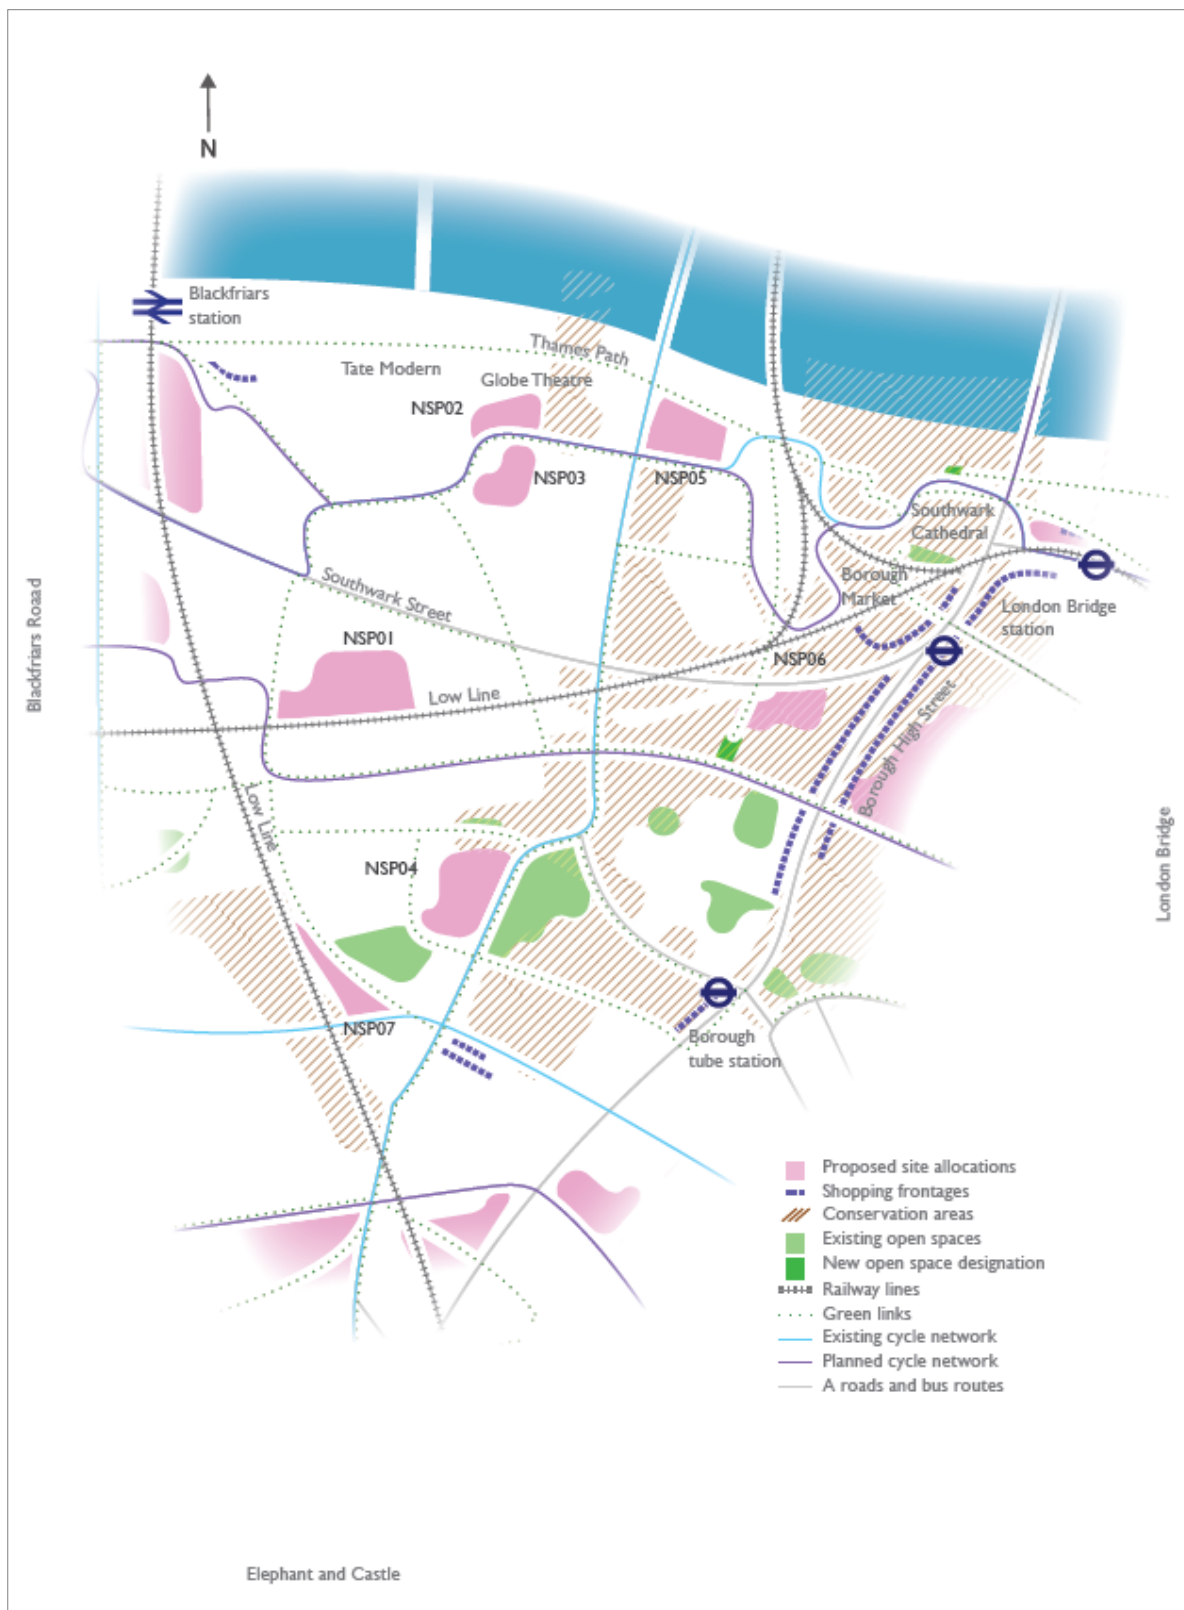 N
Blackfriars
station
Thames Path
Tate Modern
Globe Theatre
NSP02
NSP03
NSP05
Southwark
Cathedral
Borough
Market
London Bridge
station
Southwark Street
NSP01
NSP06
Low Line
Borough High Street
Blackfriars Roaad
Low Line
NSP04
London Bridge
NSP07
Borough
tube station
Proposed site allocations
Shopping frontages
Conservation areas
Existing open spaces
New open space designation
Railway lines
Green links
Existing cycle network
Planned cycle network
A roads and bus routes
Elephant and Castle